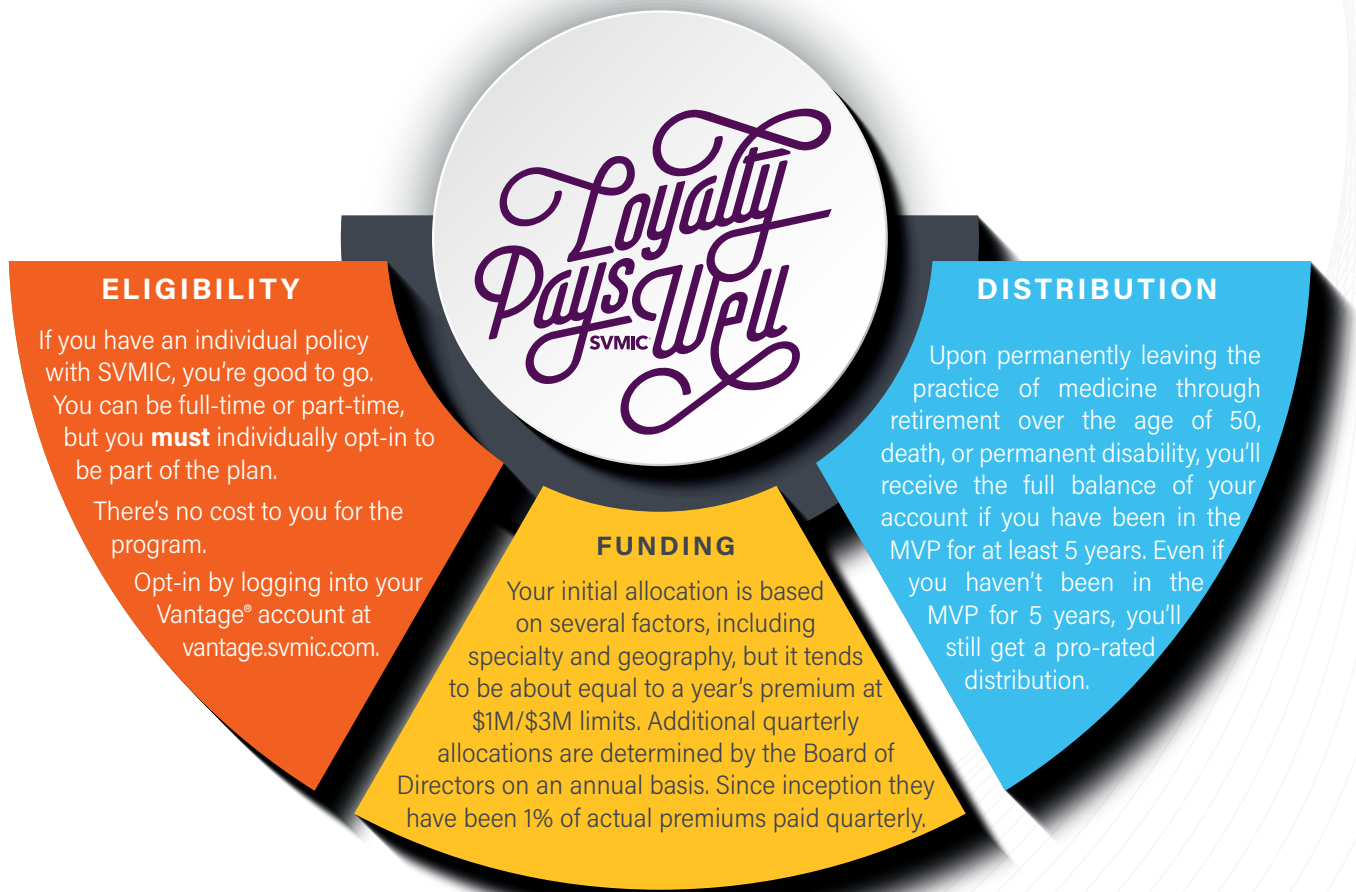 Loyalty
Pays Well
SVMIC
ELIGIBILITY
If you have an individual policy
with SVMIC, you're good to go.
You can be full-time or part-time,
but you must individually opt-in to
be part of the plan.
There's no cost to you for the
program.
Opt-in by logging into your
Vantage® account at
vantage.svmic.com.
FUNDING
Your initial allocation is based
on several factors, including
specialty and geography, but it tends
to be about equal to a year's premium at
$1M/$3M limits. Additional quarterly
allocations are determined by the Board of
Directors on an annual basis. Since inception they
have been 1% of actual premiums paid quarterly.
DISTRIBUTION
Upon permanently leaving the
practice of medicine through
retirement over the age of 50,
death, or permanent disability, you'll
receive the full balance of your
account if you have been in the
MVP for at least 5 years. Even if
you haven't been in the
MVP for 5 years, you'll
still get a pro-rated
distribution.